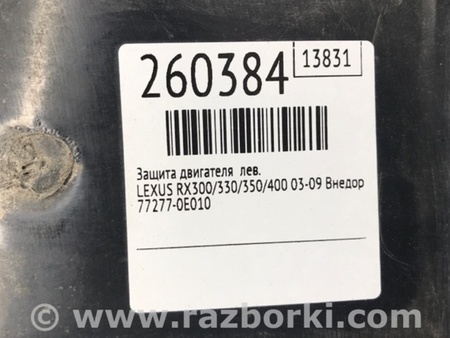 260384
13831
Защита двигателя лев.
LEXUS RX300/330/350/400 03-09 Внедор
77277-0E010
© www.razborki.com/